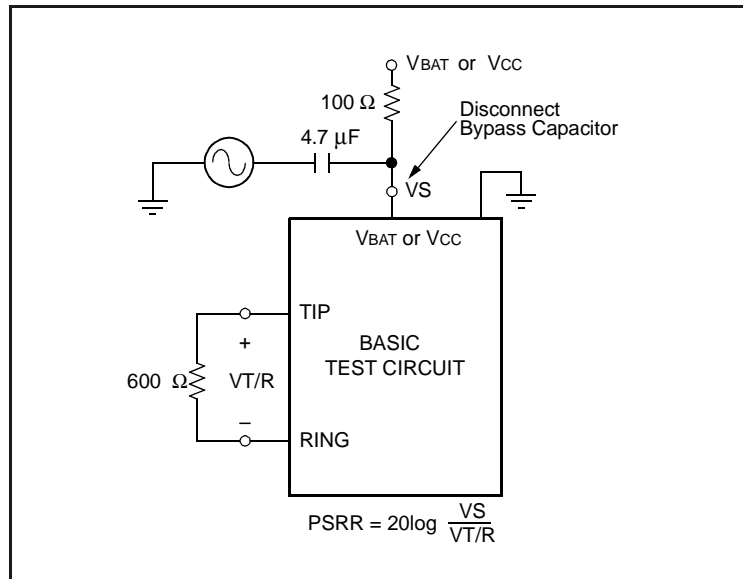 VBAT or VCC
100 Ω
Disconnect
Bypass Capacitor
4.7 μF
VS
VBAT or VCC
TIP
+
BASIC
TEST CIRCUIT
600 Ω
VT/R
–
RING
PSRR = 20log VS
VT/R